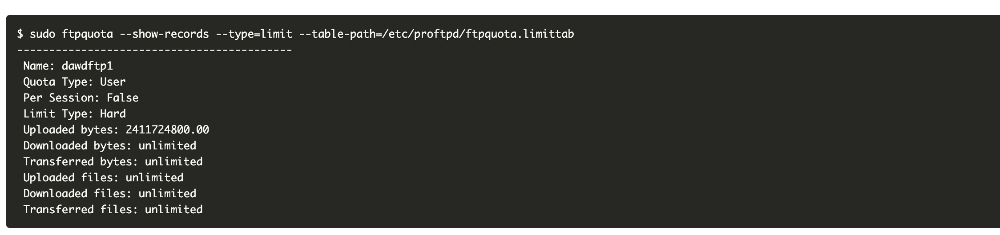 $ sudo ftpquota --show-records --type=limit --table-path=/etc/proftpd/ftpquota.limittab
-------------------------------------------
Name: dawdftp1
Quota Type: User
Per Session: False
Limit Type: Hard
Uploaded bytes: 2411724800.00
Downloaded bytes: unlimited
Transferred bytes: unlimited
Uploaded files: unlimited
Downloaded files: unlimited
Transferred files: unlimited